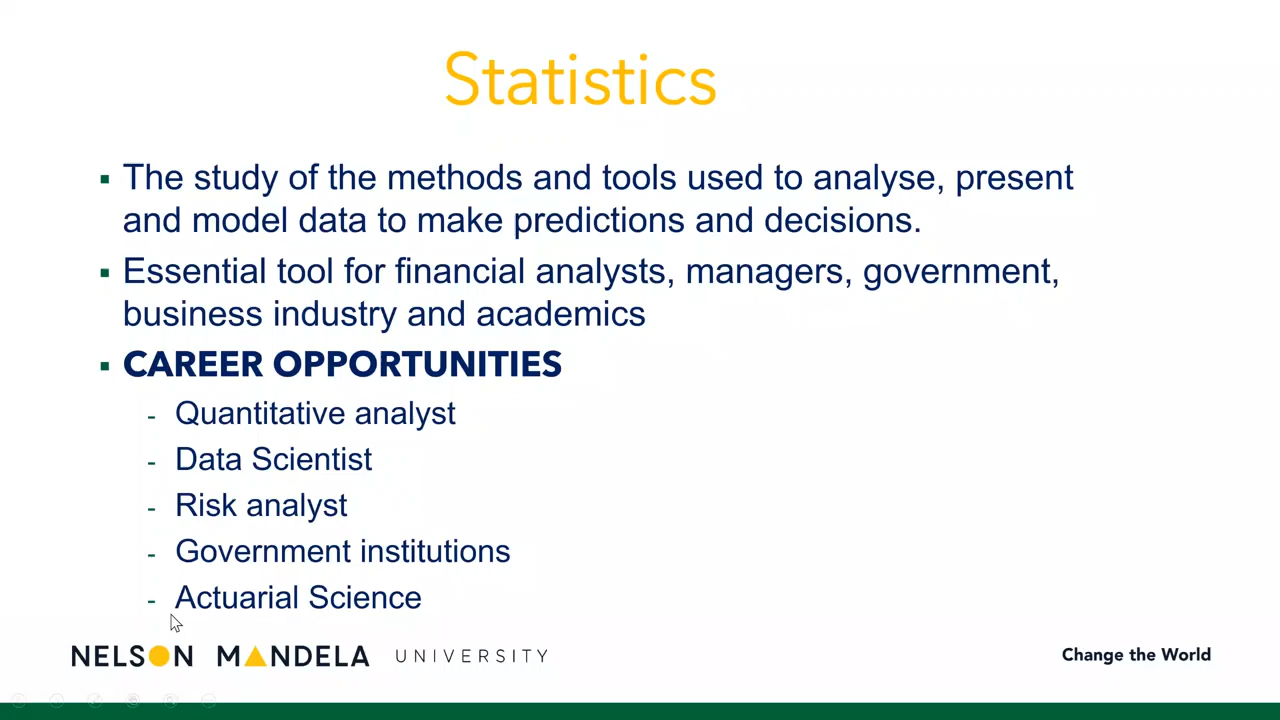 Statistics
▪ The study of the methods and tools used to analyse, present
and model data to make predictions and decisions.
▪ Essential tool for financial analysts, managers, government,
business industry and academics
▪ CAREER OPPORTUNITIES
- Quantitative analyst
- Data Scientist
- Risk analyst
- Government institutions
- Actuarial Science
NELSON MANDELA UNIVERSITY
Change the World